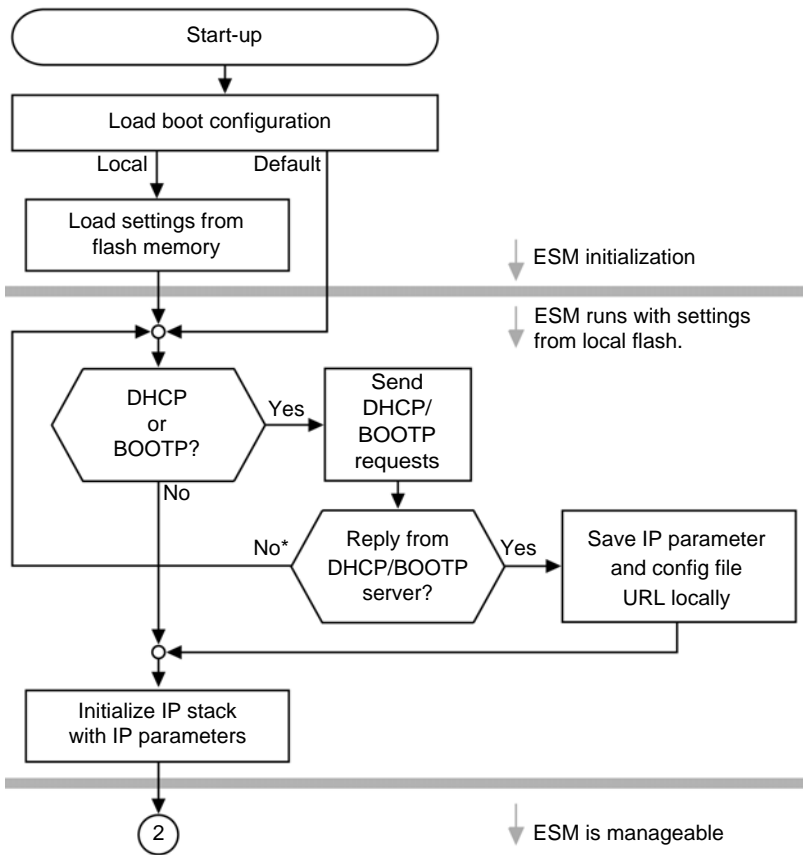 Start-up
Load boot configuration
Local
Default
Load settings from
flash memory
ESM initialization
ESM runs with settings
from local flash.
DHCP
or
BOOTP?
Yes
Send
DHCP/
BOOTP
requests
No
No*
Reply from
DHCP/BOOTP
server?
Yes
Save IP parameter
and config file
URL locally
Initialize IP stack
with IP parameters
2
ESM is manageable